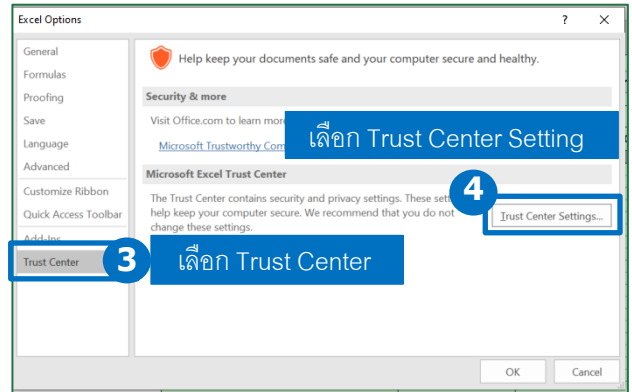 Excel Options
?
×
General
Formulas
Proofing
Save
Language
Advanced
Customize Ribbon
Quick Access Toolbar
Add-Ins
Trust Center
3
เลือก Trust Center
Help keep your documents safe and your computer secure and healthy.
Security & more
Visit Office.com to learn
Microsoft Trustworthy
เลือก Trust Center Setting
Microsoft Excel Trust Center
The Trust Center contains security and privacy settings. These
help keep your computer secure. We recommend that you do not
change these settings.
4
Trust Center Settings...
OK
Cancel